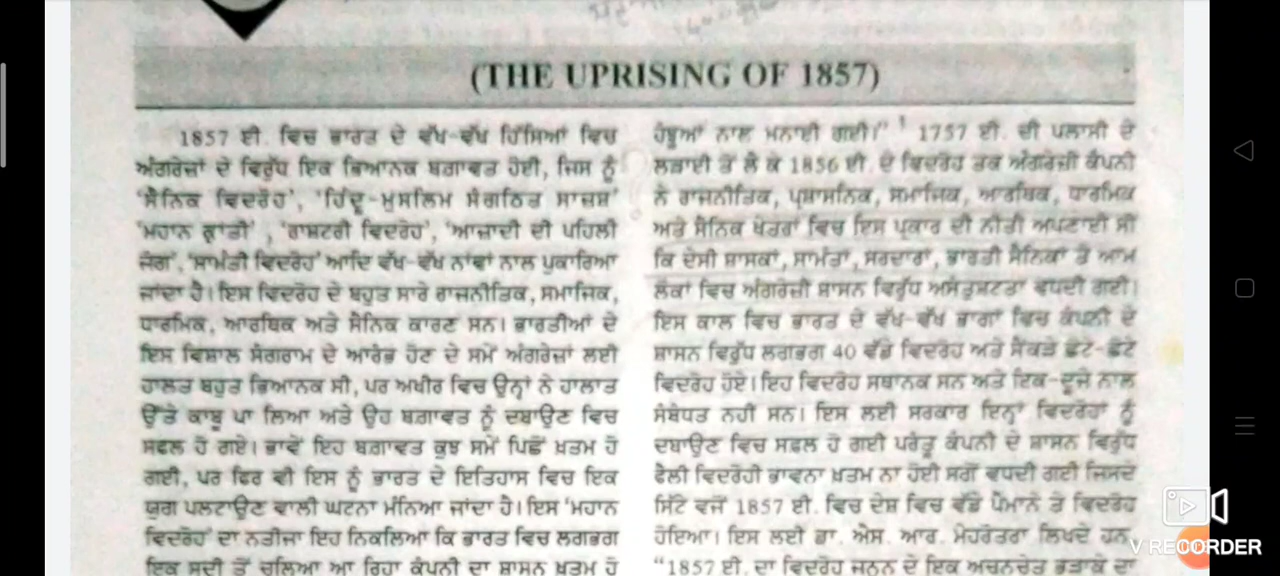 (THE UPRISING OF 1857)
1857 ਈ. ਵਿਚ ਭਾਰਤ ਦੇ ਵੱਖ-ਵੱਖ ਹਿੱਸਿਆਂ ਵਿਚ
ਅੰਗਰੇਜ਼ਾਂ ਦੇ ਵਿਰੁੱਧ ਇਕ ਭਿਆਨਕ ਬਗ਼ਾਵਤ ਹੋਈ, ਜਿਸ ਨੂੰ
'ਸੈਨਿਕ ਵਿਦਰੋਹ', 'ਹਿੰਦੂ-ਮੁਸਲਿਮ ਸੰਗਠਿਤ ਸਾਜ਼ਸ਼'
'ਮਹਾਨ ਕ੍ਰਾਂਤੀ', 'ਰਾਸ਼ਟਰੀ ਵਿਦਰੋਹ', 'ਆਜ਼ਾਦੀ ਦੀ ਪਹਿਲੀ
ਜੰਗ', 'ਸਾਮੰਤੀ ਵਿਦਰੋਹ' ਆਦਿ ਵੱਖ-ਵੱਖ ਨਾਂਵਾਂ ਨਾਲ ਪੁਕਾਰਿਆ
ਜਾਂਦਾ ਹੈ। ਇਸ ਵਿਦਰੋਹ ਦੇ ਬਹੁਤ ਸਾਰੇ ਰਾਜਨੀਤਿਕ, ਸਮਾਜਿਕ,
ਧਾਰਮਿਕ, ਆਰਥਿਕ ਅਤੇ ਸੈਨਿਕ ਕਾਰਣ ਸਨ। ਭਾਰਤੀਆਂ ਦੇ
ਇਸ ਵਿਸ਼ਾਲ ਸੰਗਰਾਮ ਦੇ ਆਰੰਭ ਹੋਣ ਦੇ ਸਮੇਂ ਅੰਗਰੇਜ਼ਾਂ ਲਈ
ਹਾਲਤ ਬਹੁਤ ਭਿਆਨਕ ਸੀ, ਪਰ ਅਖੀਰ ਵਿਚ ਉਨ੍ਹਾਂ ਨੇ ਹਾਲਾਤ
ਉੱਤੇ ਕਾਬੂ ਪਾ ਲਿਆ ਅਤੇ ਉਹ ਬਗ਼ਾਵਤ ਨੂੰ ਦਬਾਉਣ ਵਿਚ
ਸਫ਼ਲ ਹੋ ਗਏ। ਭਾਵੇਂ ਇਹ ਬਗ਼ਾਵਤ ਕੁਝ ਸਮੇਂ ਪਿਛੋਂ ਖ਼ਤਮ ਹੋ
ਗਈ, ਪਰ ਫਿਰ ਵੀ ਇਸ ਨੂੰ ਭਾਰਤ ਦੇ ਇਤਿਹਾਸ ਵਿਚ ਇਕ
ਯੁਗ ਪਲਟਾਉਣ ਵਾਲੀ ਘਟਨਾ ਮੰਨਿਆ ਜਾਂਦਾ ਹੈ। ਇਸ 'ਮਹਾਨ
ਵਿਦਰੋਹ' ਦਾ ਨਤੀਜਾ ਇਹ ਨਿਕਲਿਆ ਕਿ ਭਾਰਤ ਵਿਚ ਲਗਭਗ
ਇਕ ਸਦੀ ਤੋਂ ਚਲਿਆ ਆ ਰਿਹਾ ਕੰਪਨੀ ਦਾ ਸ਼ਾਸਨ ਖ਼ਤਮ ਹੋ
ਹੰਝੂਆਂ ਨਾਲ ਮਨਾਈ ਗਈ।" 1757 ਈ. ਦੀ ਪਲਾਸੀ ਦੇ
ਲੜਾਈ ਤੋਂ ਲੈ ਕੇ 1856 ਈ. ਦੇ ਵਿਦਰੋਹ ਤਕ ਅੰਗਰੇਜ਼ੀ ਕੰਪਨੀ
ਨੇ ਰਾਜਨੀਤਿਕ, ਪ੍ਰਸ਼ਾਸਨਿਕ, ਸਮਾਜਿਕ, ਆਰਥਿਕ, ਧਾਰਮਿਕ
ਅਤੇ ਸੈਨਿਕ ਖੇਤਰਾਂ ਵਿਚ ਇਸ ਪ੍ਰਕਾਰ ਦੀ ਨੀਤੀ ਅਪਣਾਈ ਸੀ
ਕਿ ਦੇਸੀ ਸ਼ਾਸਕਾਂ, ਸਾਮੰਤਾਂ, ਸਰਦਾਰਾਂ, ਭਾਰਤੀ ਸੈਨਿਕਾਂ ਤੇ ਆਮ
ਲੋਕਾਂ ਵਿਚ ਅੰਗਰੇਜ਼ੀ ਸ਼ਾਸਨ ਵਿਰੁੱਧ ਅਸੰਤੁਸ਼ਟਤਾ ਵਧਦੀ ਗਈ।
ਇਸ ਕਾਲ ਵਿਚ ਭਾਰਤ ਦੇ ਵੱਖ-ਵੱਖ ਭਾਗਾਂ ਵਿਚ ਕੰਪਨੀ ਦੇ
ਸ਼ਾਸਨ ਵਿਰੁੱਧ ਲਗਭਗ 40 ਵੱਡੇ ਵਿਦਰੋਹ ਅਤੇ ਸੈਂਕੜੇ ਛੋਟੇ-ਛੋਟੇ
ਵਿਦਰੋਹ ਹੋਏ। ਇਹ ਵਿਦਰੋਹ ਸਥਾਨਕ ਸਨ ਅਤੇ ਇਕ-ਦੂਜੇ ਨਾਲ
ਸੰਬੰਧਤ ਨਹੀਂ ਸਨ। ਇਸ ਲਈ ਸਰਕਾਰ ਇਨ੍ਹਾਂ ਵਿਦਰੋਹਾਂ ਨੂੰ
ਦਬਾਉਣ ਵਿਚ ਸਫ਼ਲ ਹੋ ਗਈ ਪਰੰਤੂ ਕੰਪਨੀ ਦੇ ਸ਼ਾਸਨ ਵਿਰੁੱਧ
ਫੈਲੀ ਵਿਦਰੋਹੀ ਭਾਵਨਾ ਖ਼ਤਮ ਨਾ ਹੋਈ ਸਗੋਂ ਵਧਦੀ ਗਈ ਜਿਸਦੇ
ਸਿੱਟੇ ਵਜੋਂ 1857 ਈ. ਵਿਚ ਦੇਸ਼ ਵਿਚ ਵੱਡੇ ਪੈਮਾਨੇ ਤੇ ਵਿਦਰੋਹ
ਹੋਇਆ। ਇਸ ਲਈ ਡਾ. ਐਸ. ਆਰ. ਮੇਹਰੋਤਰਾ ਲਿਖਦੇ ਹਨ
"1857 ਈ. ਦਾ ਵਿਦਰੋਹ ਜਨੂਨ ਦੇ ਇਕ ਅਚਨਚੇਤ ਭੜਾਕੇ ਦਾ
V RECORDER